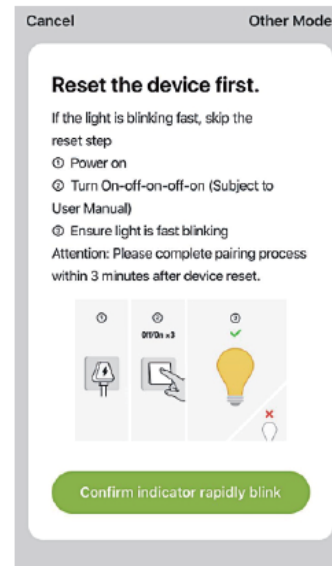 Cancel Other Mode
Reset the device first.
If the light is blinking fast, skip the
reset step
① Power on
② Turn On-off-on-off-on (Subject to
User Manual)
③ Ensure light is fast blinking
Attention: Please complete pairing process
within 3 minutes after device reset.
① ② ③
Off/On x3
Confirm indicator rapidly blink